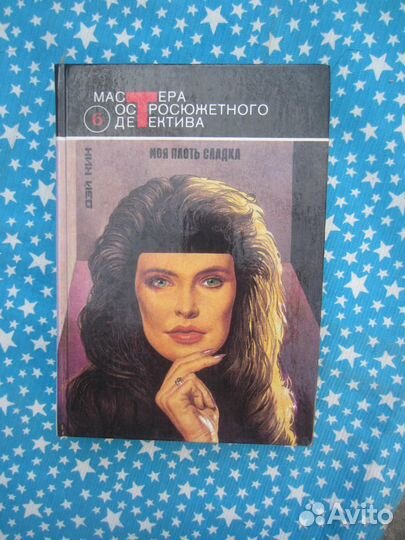 МАСТЕРА
6 ОСТРОСЮЖЕТНОГО
ДЕТЕКТИВА
МОЯ ПЛОТЬ СЛАДКА
ДЭЙ КИН
Avito